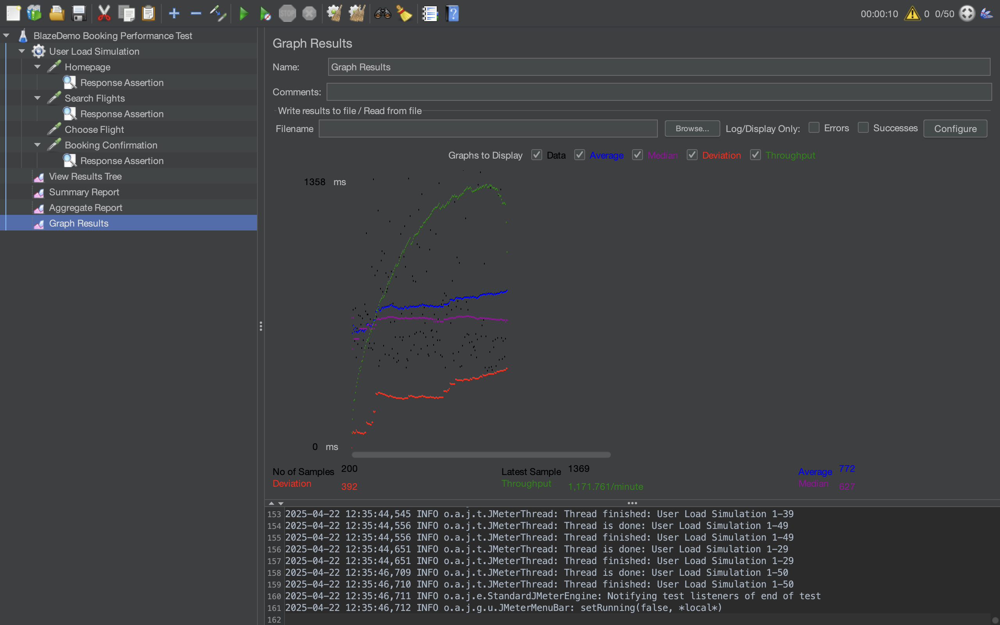 STOP
00:00:10 0 0/50
BlazeDemo Booking Performance Test
User Load Simulation
Homepage
Response Assertion
Search Flights
Response Assertion
Choose Flight
Booking Confirmation
Response Assertion
View Results Tree
Summary Report
Aggregate Report
Graph Results
Graph Results
Name: Graph Results
Comments:
Write results to file / Read from file
Filename Browse... Log/Display Only: Errors Successes Configure
Graphs to Display Data Average Median Deviation Throughput
1358 ms
0 ms
No of Samples 200 Latest Sample 1369 Average 772
Deviation 392 Throughput 1,171.761/minute Median 627
153 2025-04-22 12:35:44,545 INFO o.a.j.t.JMeterThread: Thread finished: User Load Simulation 1-39
154 2025-04-22 12:35:44,556 INFO o.a.j.t.JMeterThread: Thread is done: User Load Simulation 1-49
155 2025-04-22 12:35:44,556 INFO o.a.j.t.JMeterThread: Thread finished: User Load Simulation 1-49
156 2025-04-22 12:35:44,651 INFO o.a.j.t.JMeterThread: Thread is done: User Load Simulation 1-29
157 2025-04-22 12:35:44,651 INFO o.a.j.t.JMeterThread: Thread finished: User Load Simulation 1-29
158 2025-04-22 12:35:46,709 INFO o.a.j.t.JMeterThread: Thread is done: User Load Simulation 1-50
159 2025-04-22 12:35:46,710 INFO o.a.j.t.JMeterThread: Thread finished: User Load Simulation 1-50
160 2025-04-22 12:35:46,711 INFO o.a.j.e.StandardJMeterEngine: Notifying test listeners of end of test
161 2025-04-22 12:35:46,712 INFO o.a.j.g.u.JMeterMenuBar: setRunning(false, *local*)
162